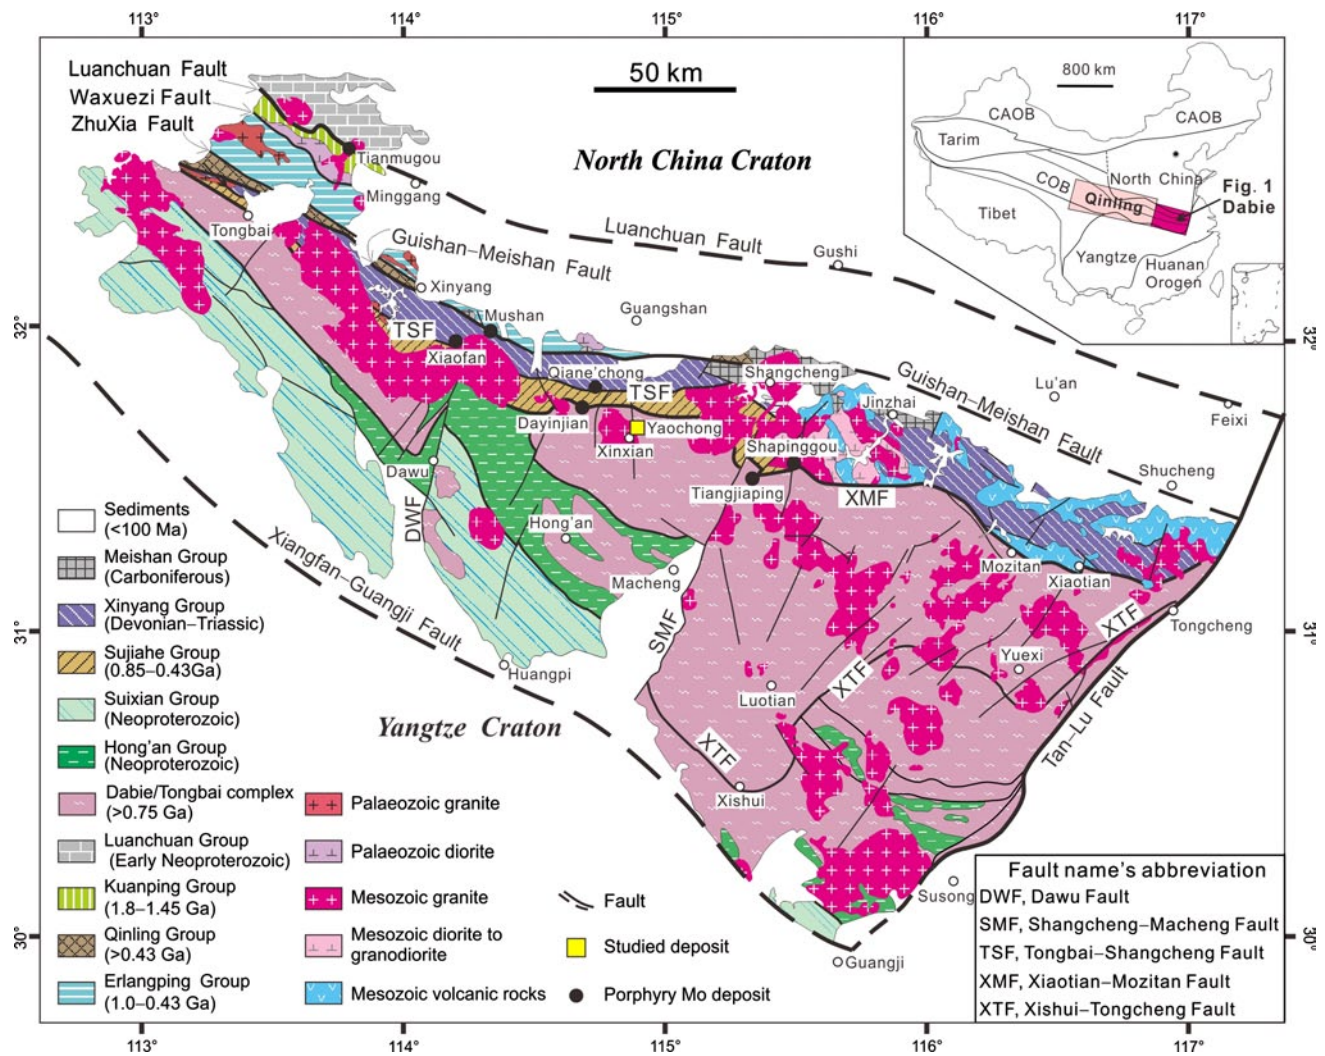 113°
114°
115°
116°
117°
Luanchuan Fault
Waxuezi Fault
ZhuXia Fault
50 km
800 km
CAOB
CAOB
Tarim
COB
North China
Qinling
Tibet
Yangtze
Huanan
Orogen
Fig. 1
Dabie
North China Craton
Tianmugou
Minggang
Tongbai
Luanchuan Fault
Gushi
Guishan–Meishan Fault
Xinyang
Guangshan
Mushan
TSF
Xiaofan
32°
32°
Qiane'chong
TSF
Shangcheng
Jinzhai
Lu'an
Guishan–Meishan Fault
Feixi
Dayinjian
Yaochong
Xinxian
Shapinggou
Tiangjiaping
XMF
Shucheng
Dawu
DWF
Hong'an
Macheng
Mozitan
Xiaotian
XTF
Tongcheng
Xiangfan–Guangji Fault
31°
31°
SMF
Huangpi
Yuexi
XTF
Luotian
Tan–Lu Fault
Yangtze Craton
XTF
Xishui
Susong
Guangji
30°
30°
Sediments
(<100 Ma)
Meishan Group
(Carboniferous)
Xinyang Group
(Devonian–Triassic)
Sujiahe Group
(0.85–0.43Ga)
Suixian Group
(Neoproterozoic)
Hong'an Group
(Neoproterozoic)
Dabie/Tongbai complex
(>0.75 Ga)
Luanchuan Group
(Early Neoproterozoic)
Kuanping Group
(1.8–1.45 Ga)
Qinling Group
(>0.43 Ga)
Erlangping Group
(1.0–0.43 Ga)
Palaeozoic granite
Palaeozoic diorite
Mesozoic granite
Mesozoic diorite to
granodiorite
Mesozoic volcanic rocks
Fault
Studied deposit
Porphyry Mo deposit
Fault name's abbreviation
DWF, Dawu Fault
SMF, Shangcheng–Macheng Fault
TSF, Tongbai–Shangcheng Fault
XMF, Xiaotian–Mozitan Fault
XTF, Xishui–Tongcheng Fault
113°
114°
115°
116°
117°